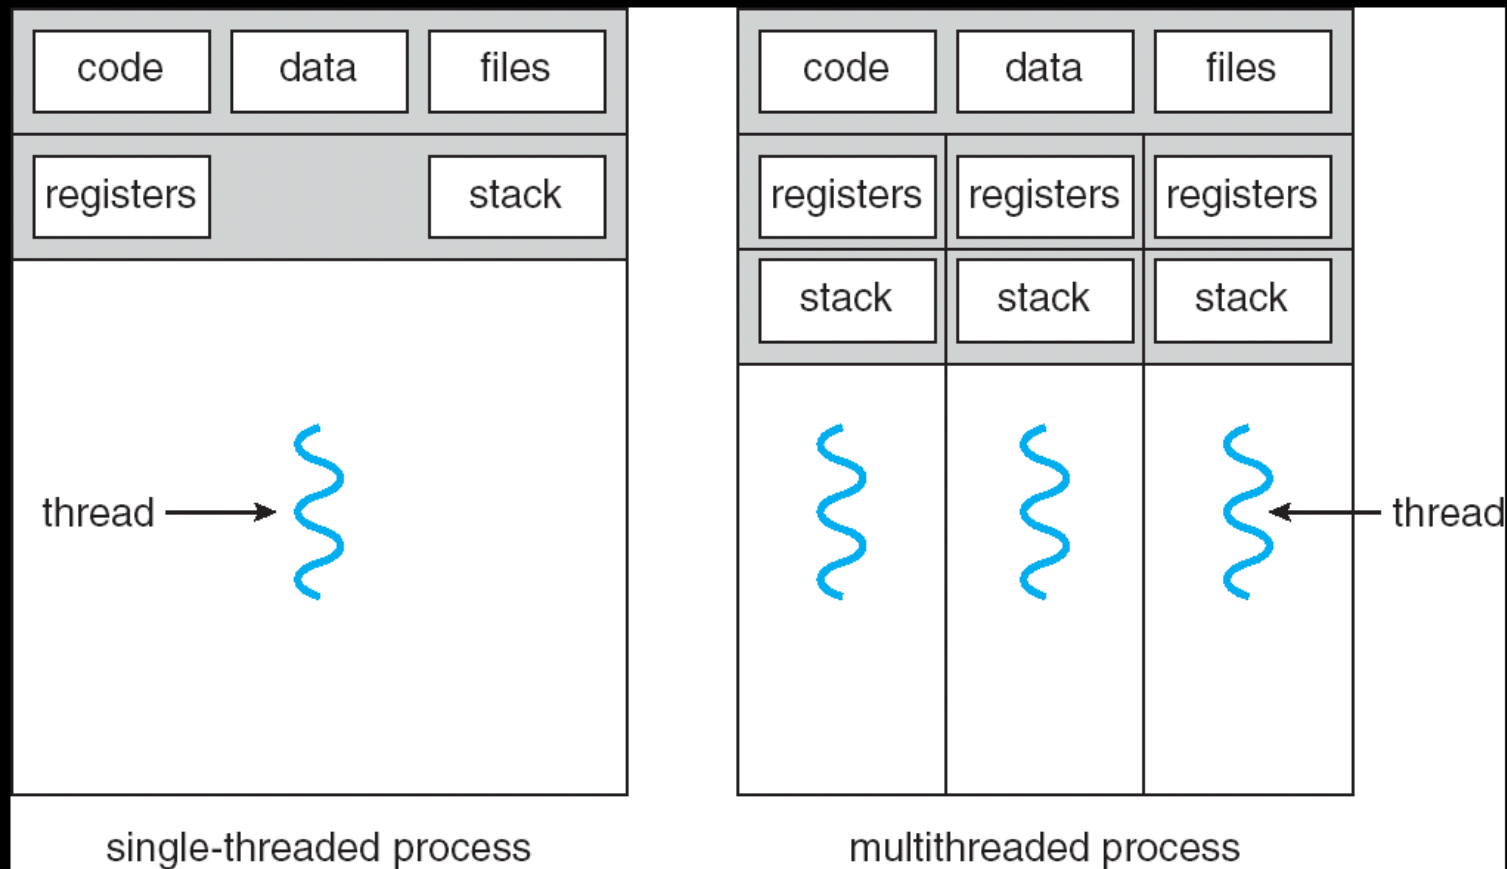 code data files
registers stack
thread
single-threaded process
code data files
registers registers registers
stack stack stack
thread
multithreaded process